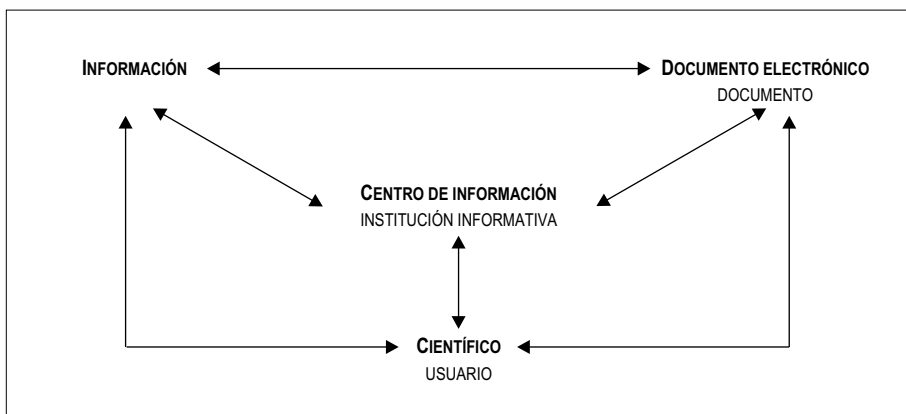 INFORMACIÓN
DOCUMENTO ELECTRÓNICO
DOCUMENTO
CENTRO DE INFORMACIÓN
INSTITUCIÓN INFORMATIVA
CIENTÍFICO
USUARIO